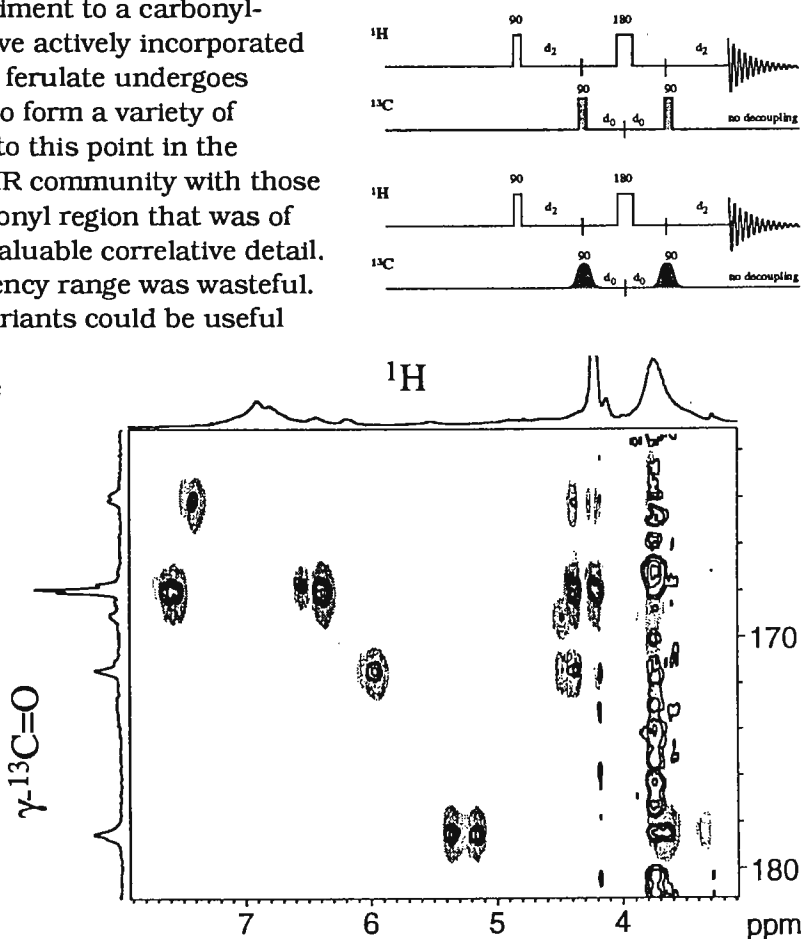 diment to a carbonyl-
ve actively incorporated
ferulate undergoes
o form a variety of
to this point in the
IR community with those
onyl region that was of
valuable correlative detail.
ency range was wasteful.
riants could be useful
90 180
¹H d₂ d₂
90 90
¹³C d₀ d₀ no decoupling
90 180
¹H d₂ d₂
90 90
¹³C d₀ d₀ no decoupling
¹H
γ-¹³C=O
170
180
7 6 5 4 ppm